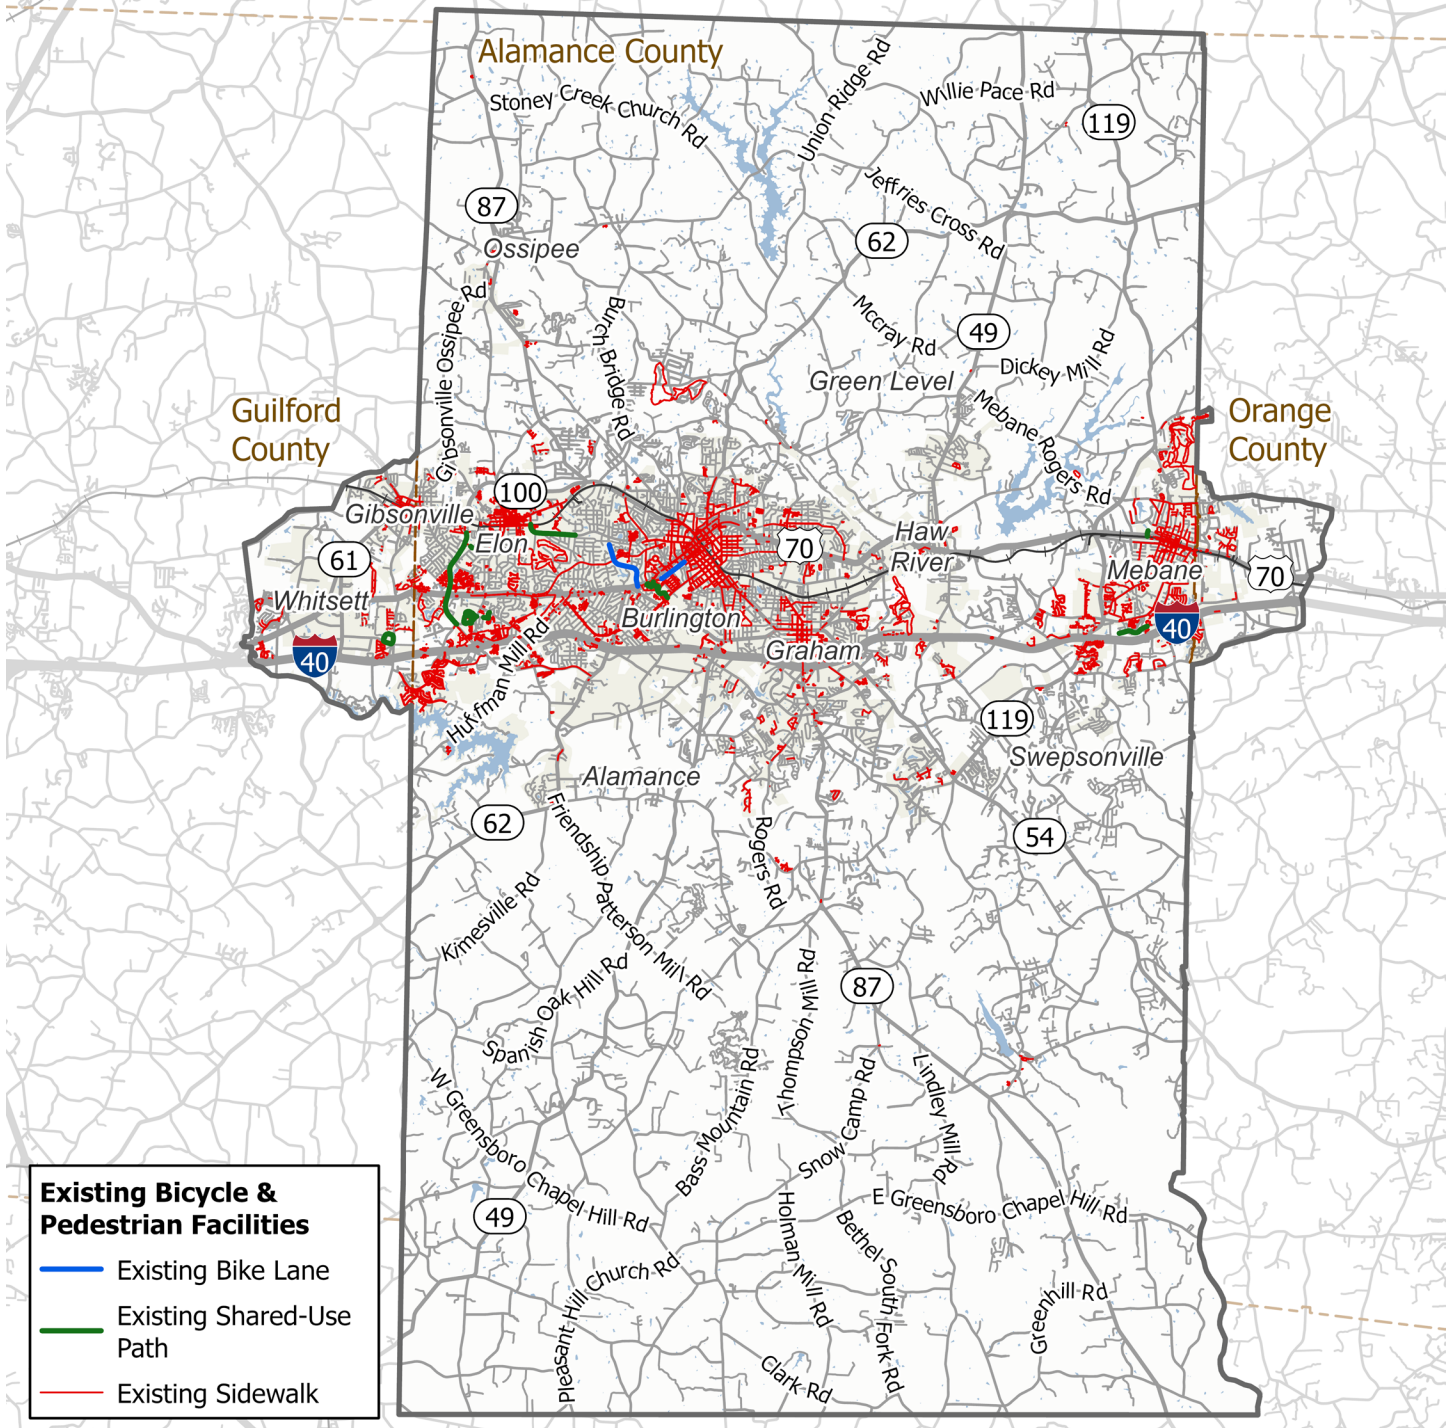 Alamance County
Stoney Creek Church Rd
Union Ridge Rd
Willie Pace Rd
119
87
Ossipee
Jeffries Cross Rd
62
Gibsonville Ossipee Rd
Burch Bridge Rd
Mccray Rd
49
Dickey Mill Rd
Green Level
Mebane Rogers Rd
Guilford
County
Orange
County
100
Gibsonville
Elon
61
70
Haw
River
Mebane
70
Whitsett
Burlington
40
40
Graham
Huffman Mill Rd
119
Swepsonville
Alamance
62
54
Friendship Patterson Mill Rd
Rogers Rd
Kimesville Rd
Spanish Oak Hill Rd
Thompson Mill Rd
87
W Greensboro Chapel Hill Rd
Bass Mountain Rd
Snow Camp Rd
Lindley Mill Rd
49
E Greensboro Chapel Hill Rd
Holman Mill Rd
Bethel South Fork Rd
Pleasant Hill Church Rd
Greenhill Rd
Clark Rd
Existing Bicycle &
Pedestrian Facilities
Existing Bike Lane
Existing Shared-Use
Path
Existing Sidewalk